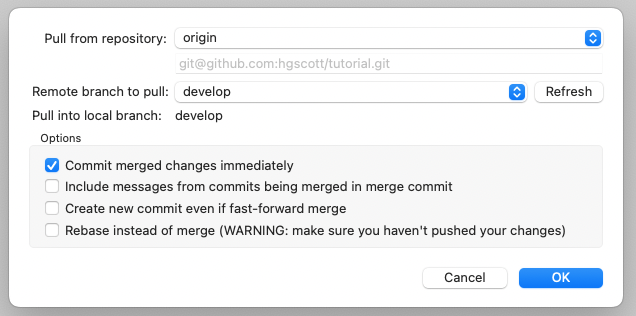 Pull from repository: origin
git@github.com:hgscott/tutorial.git
Remote branch to pull: develop Refresh
Pull into local branch: develop
Options
Commit merged changes immediately
Include messages from commits being merged in merge commit
Create new commit even if fast-forward merge
Rebase instead of merge (WARNING: make sure you haven't pushed your changes)
Cancel OK